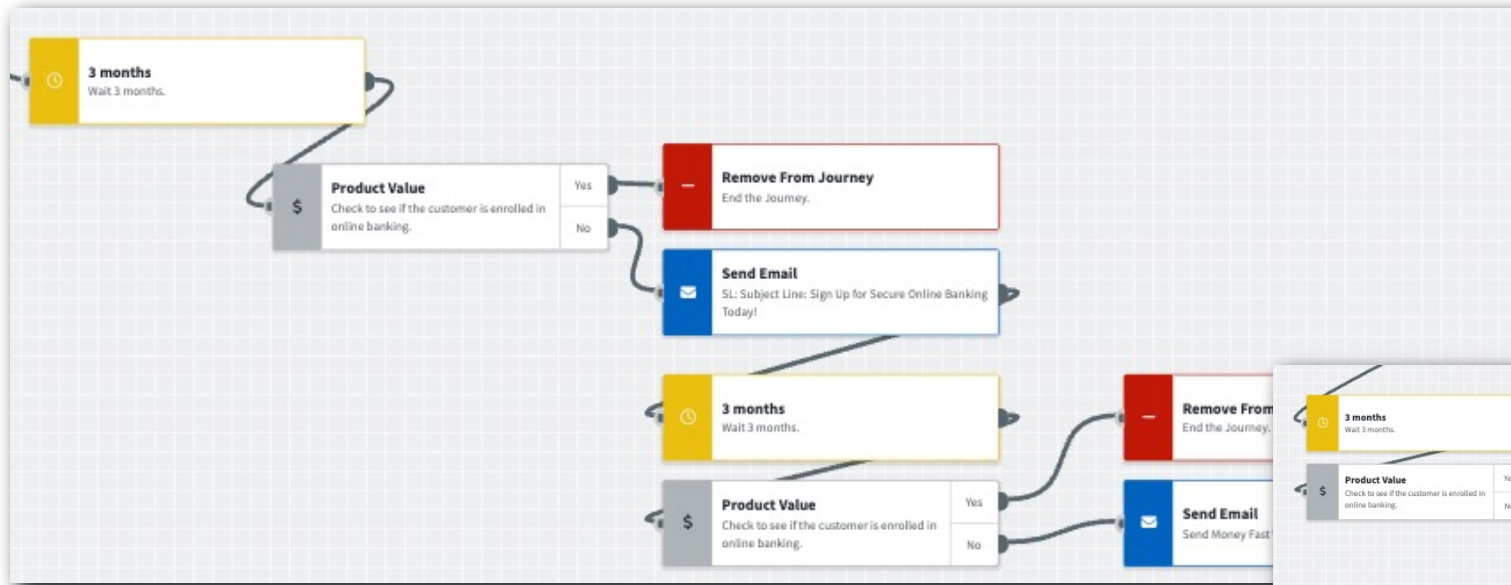 3 months
Wait 3 months.
$
Product Value
Check to see if the customer is enrolled in
online banking.
Yes
No
Remove From Journey
End the Journey.
Send Email
SL: Subject Line: Sign Up for Secure Online Banking
Today!
3 months
Wait 3 months.
$
Product Value
Check to see if the customer is enrolled in
online banking.
Yes
No
Remove From
End the Journey.
Send Email
Send Money Fast
3 months
Wait 3 months.
$
Product Value
Check to see if the customer is enrolled in
online banking.